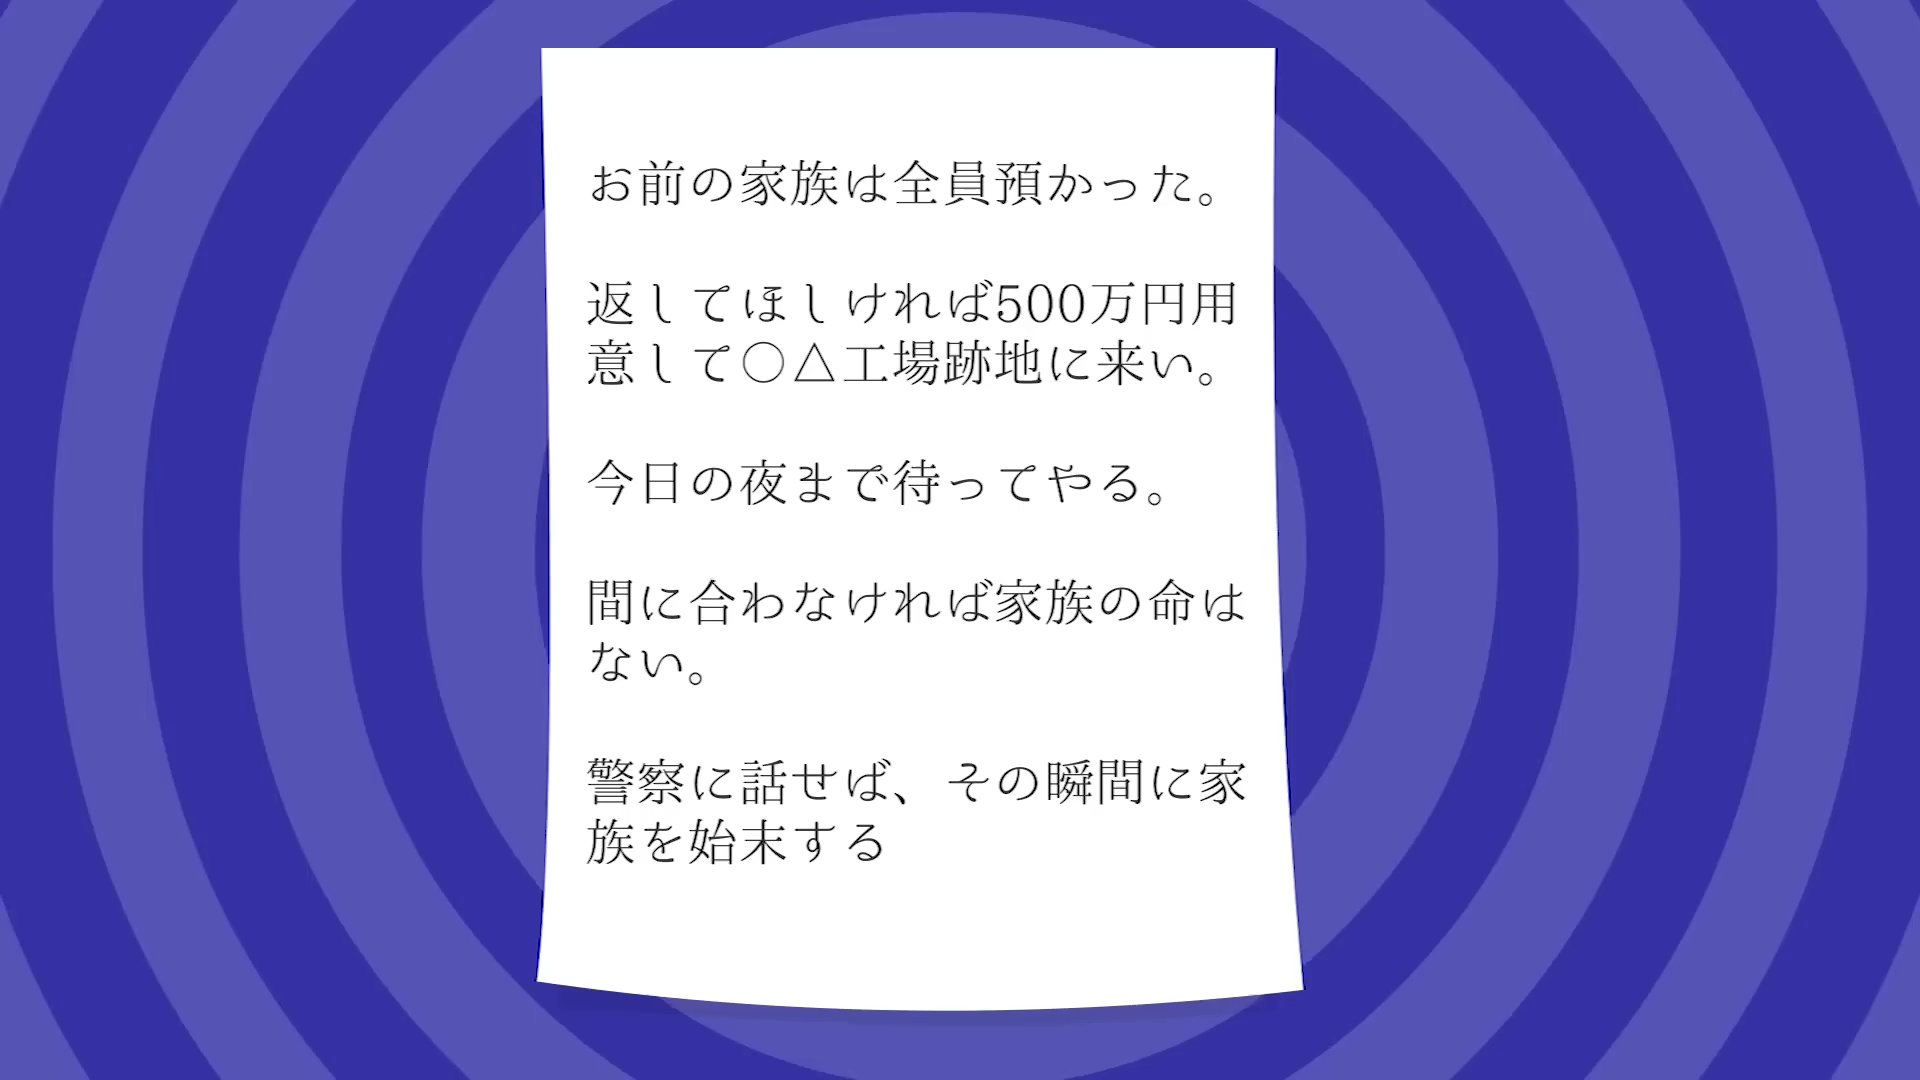 お前の家族は全員預かった。
返してほしければ500万円用
意して○△工場跡地に来い。
今日の夜まで待ってやる。
間に合わなければ家族の命は
ない。
警察に話せば、その瞬間に家
族を始末する